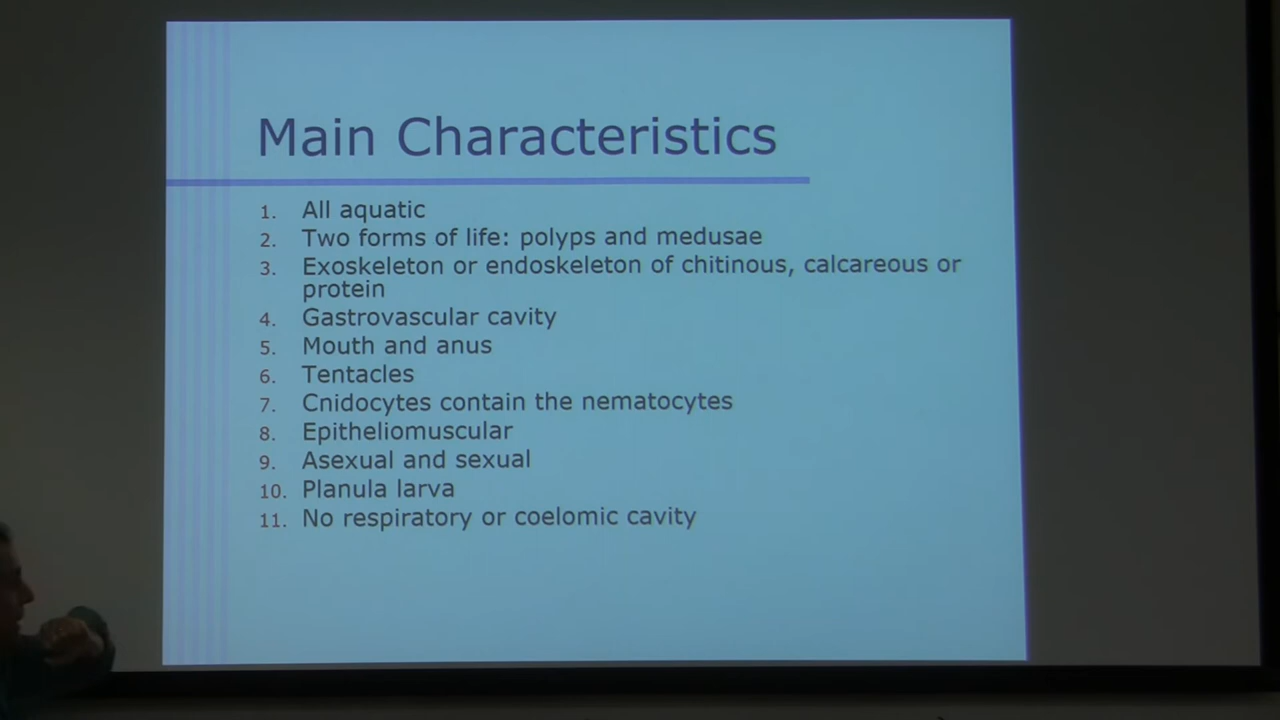 Main Characteristics
1. All aquatic
2. Two forms of life: polyps and medusae
3. Exoskeleton or endoskeleton of chitinous, calcareous or
protein
4. Gastrovascular cavity
5. Mouth and anus
6. Tentacles
7. Cnidocytes contain the nematocytes
8. Epitheliomuscular
9. Asexual and sexual
10. Planula larva
11. No respiratory or coelomic cavity